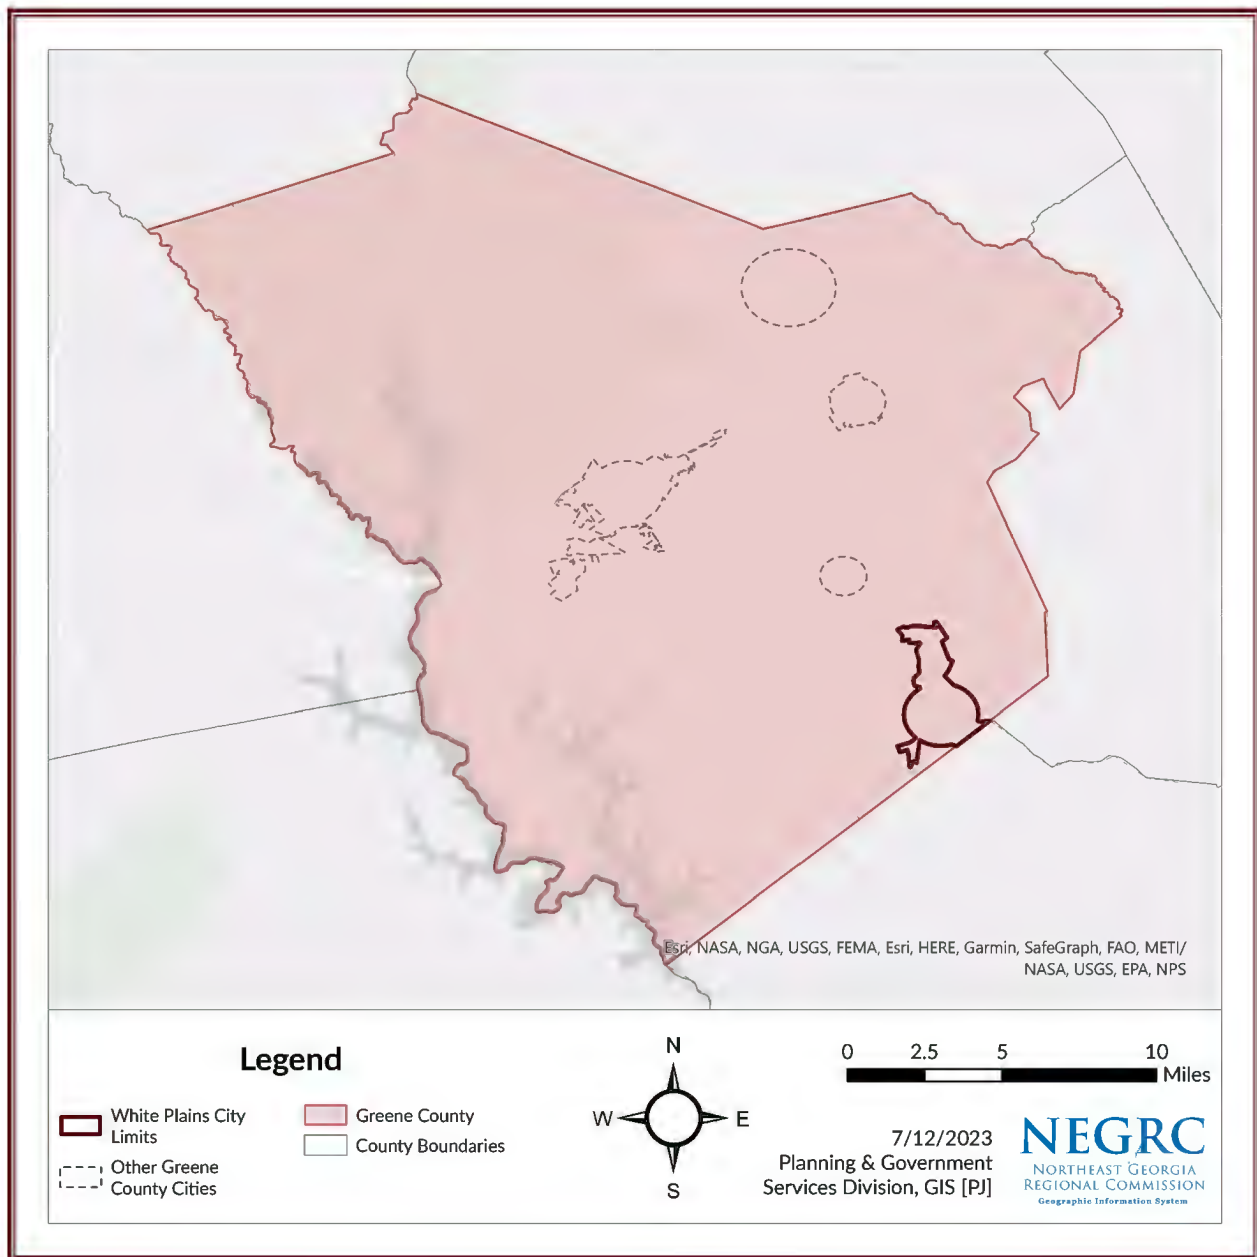 Esri, NASA, NGA, USGS, FEMA, Esri, HERE, Garmin, SafeGraph, FAO, METI/
NASA, USGS, EPA, NPS
Legend
White Plains City
Limits
Other Greene
County Cities
Greene County
County Boundaries
N
W
E
S
0 2.5 5 10
Miles
7/12/2023
Planning & Government
Services Division, GIS [PJ]
NEGRC
NORTHEAST GEORGIA
REGIONAL COMMISSION
Geographic Information System